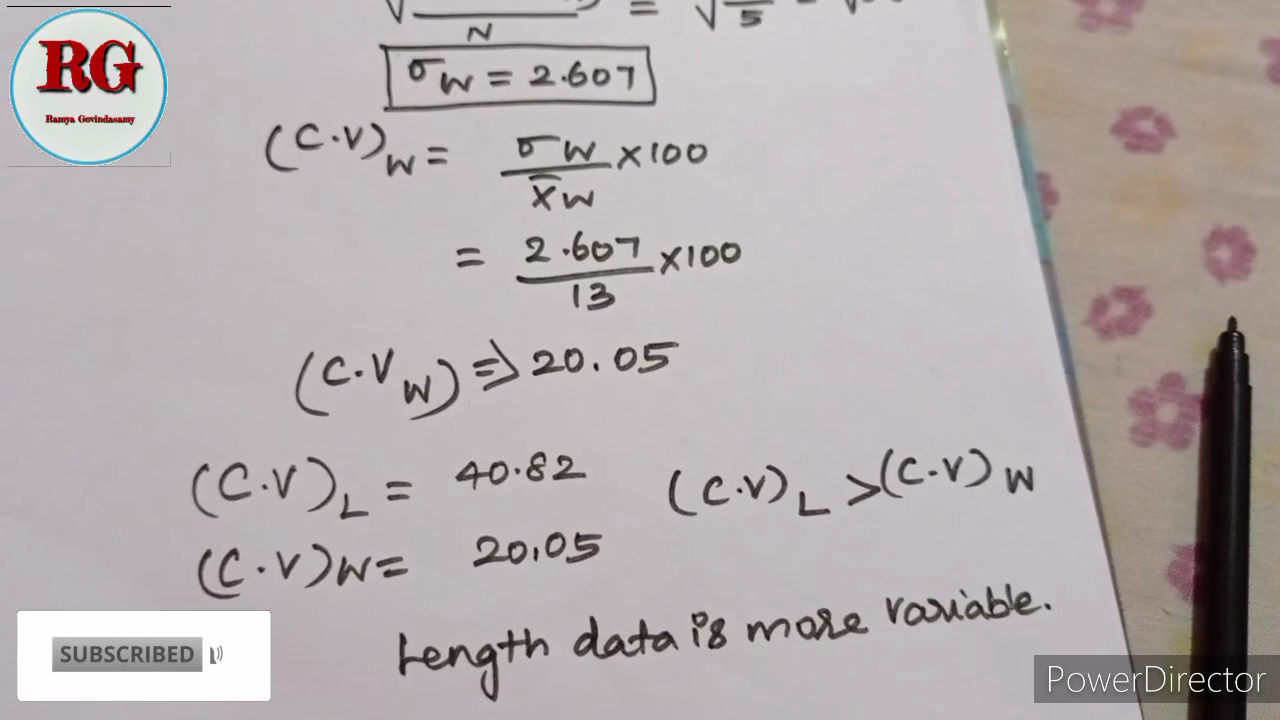 RG
Ramya Govindasamy
N = √ 5
σw = 2.607
(C.V)w = σw/x̄w ×100
= 2.607/13 ×100
(C.Vw) ⇒ 20.05
(C.V)L = 40.82 (C.V)L > (C.V)w
(C.V)w = 20.05
Length data is more variable.
SUBSCRIBED
PowerDirector